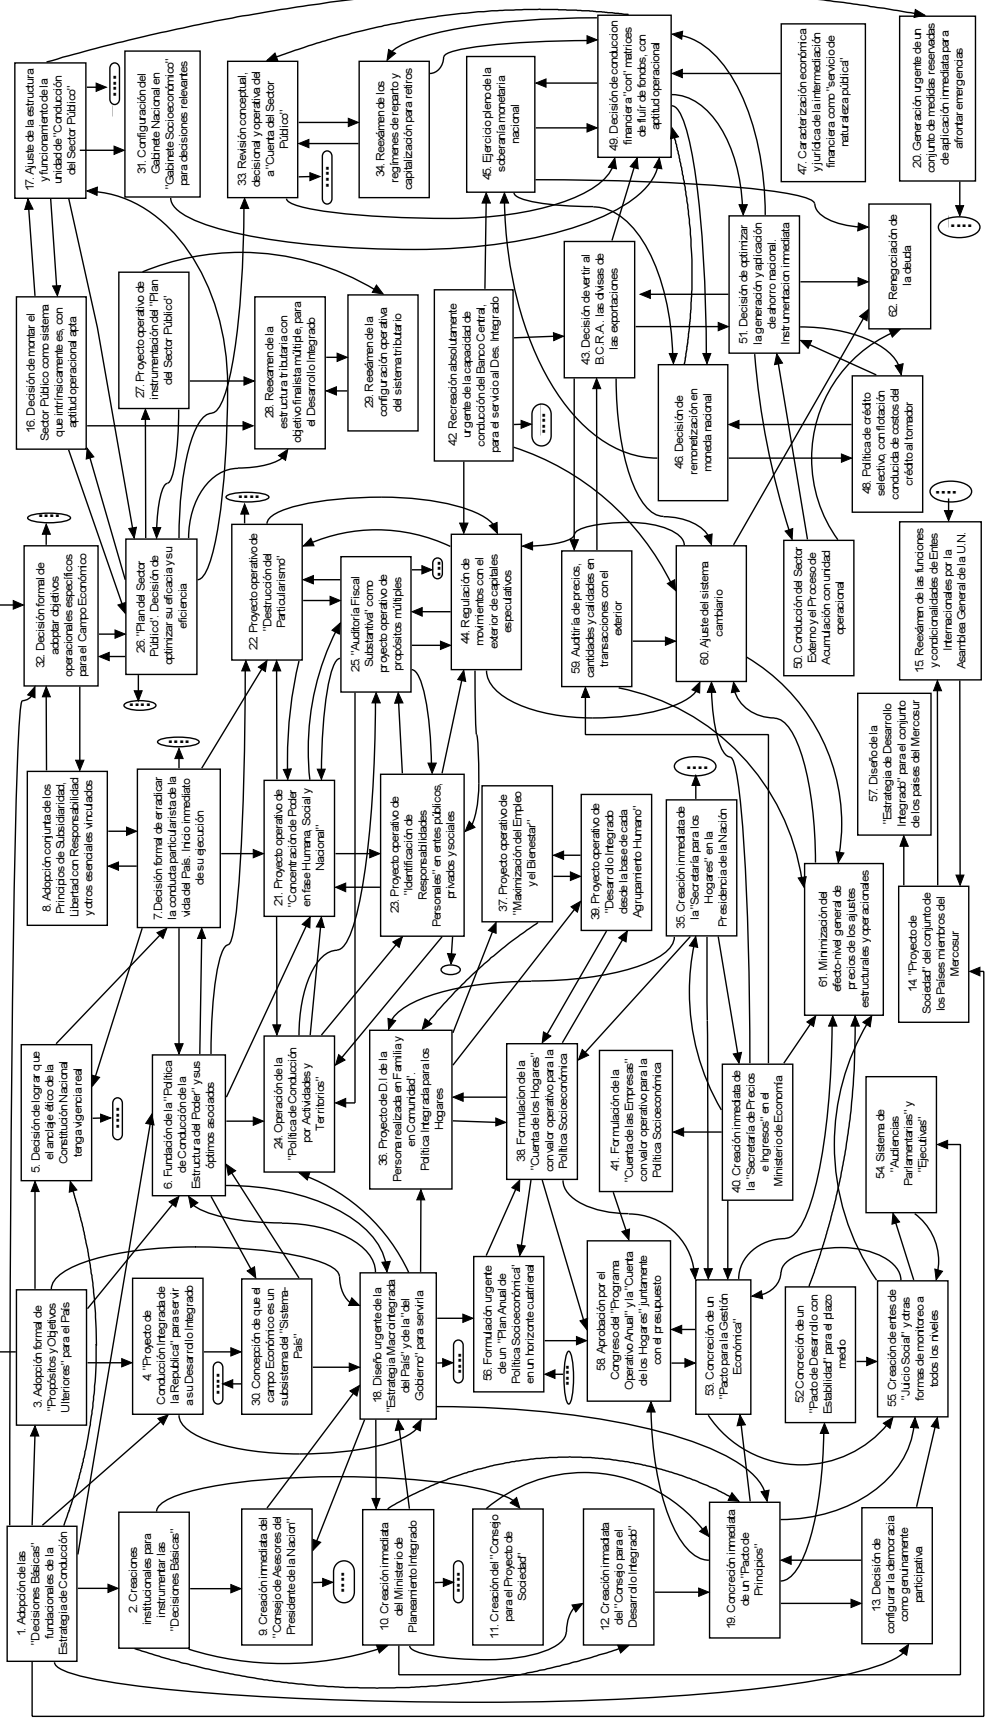 1. Adopción de las
"Decisiones Básicas"
fundacionales de la
Estrategia de Conducción
3. Adopción formal de
"Propósitos y Objetivos
Ulteriores" para el País
5. Decisión de lograr que
el anclaje ético de la
Constitución Nacional
tenga vigencia real
8. Adopción conjunta de los
Principios de Subsidiaridad,
Libertad con Responsabilidad
y otros esenciales vinculados
32. Decisión formal de
adoptar objetivos
operacionales específicos
para el Campo Económico
16. Decisión de montar el
Sector Público como sistema
que intrínsicamente es, con
aptitud operacional apta
17. Ajuste de la estructura
y funcionamiento de la
unidad de "Conducción
del Sector Público"
2. Creaciones
institucionales para
instrumentar las
"Decisiones Básicas"
4. "Proyecto de
Conducción Integrada de
la República" para servir
a su Desarrollo Integrado
6. Fundación de la "Política
de Conducción de la
Estructura del Poder" y sus
óptimos asociados
7. Decisión formal de eradicar
la conducta particularista de la
vida del País. Inicio inmediato
de su ejecución
26. "Plan del Sector
Público". Decisión de
optimizar su eficacia y su
eficiencia
27. Proyecto operativo de
instrumentación del "Plan
del Sector Público"
31. Configuración del
Gabinete Nacional en
"Gabinete Socioeconómico"
para decisiones relevantes
9. Creación inmediata del
"Consejo de Asesores del
Presidente de la Nacion"
30. Concepción de que el
campo Económico es un
subsistema del "Sistema-
País"
24. Operación de la
"Política de Conducción
por Actividades y
Territorios"
21. Proyecto operativo de
"Concentración de Poder
en fase Humana, Social y
Nacional"
22. Proyecto operativo de
"Destrucción del
Particularismo"
28. Reexamen de la
estructura tributaria con
objetivo finalista múltiple, para
el Desarrollo Integrado
33. Revisión conceptual,
decisional y operativa del
a "Cuenta del Sector
Público"
10. Creación inmediata
del Ministerio de
Planeamiento Integrado
18. Diseño urgente de la
"Estrategia Macrointegrada
del País" y de la "del
Gobierno" para servirla
36. Proyecto de D.I. de la
Persona realizada en Familia y
en Comunidad".
Política Integrada para los
Hogares
23. Proyecto operativo de
"Identificación de
Responsabilidades
Personales" en entes públicos,
privados y sociales
25. "Auditoría Fiscal
Substantiva" como
proyecto operativo de
propósitos múltiples
29. Reexámen de la
configuración operativa
del sistema tributario
34. Reexámen de los
regímenes de reparto y
capitalización para retiros
11. Creación del "Consejo
para el Proyecto de
Sociedad"
56. Formulación urgente
de un "Plan Anual de
Política Socioeconómica"
en un horizonte cuatrienal
38. Formulacion de la
"Cuenta de los Hogares"
con valor operativo para la
Política Socioeconómica
37. Proyecto operativo de
"Maximización del Empleo
y el Bienestar"
44. Regulación de
movimentos con el
exterior de capitales
especulativos
42. Recreación absolutamente
urgente de la capacidad de
conducción del Banco Central,
para el servicio al Des. Integrado
45. Ejercicio pleno de la
soberanía monetaria
nacional
12. Creación inmediata
del "Consejo para el
Desarrollo Integrado"
58. Aprobación por el
Congreso del "Programa
Operativo Anual" y la "Cuenta
de los Hogares" juntamente
con el presupuesto
41. Formulación de la
"Cuenta de las Empresas"
con valor operativo para la
Política Socioeconómica
39. Proyecto operativo de
"Desarrollo Integrado
desde la base de cada
Agrupamiento Humano"
59. Auditiría de precios,
cantidades y calidades en
transacciones con el
exterior
43. Decisión de vertir al
B.C.R.A. las divisas de
las exportaciones
49. Decisión de conduccion
financiera "con" matrices
de fluir de fondos, con
aptitud operacional
19. Concreción inmediata
de un "Pacto de
Principios"
53. Concreción de un
"Pacto para la Gestión
Económica"
40. Creación inmediata de
la "Secretaría de Precios
e Ingresos" en el
Ministerio de Economía
35. Creación inmediata de
la "Secretaría para los
Hogares" en la
Presidencia de la Nación
60. Ajuste del sistema
cambiario
46. Decisión de
remonetización en
moneda nacional
51. Decisión de optimizar
la generación y aplicación
de ahorro nacional.
Instrumentacion inmediata
47. Caracterización económica
y jurídica de la intermediación
financiera como "servicio de
naturaleza pública"
52 Concreción de un
"Pacto de Desarrollo con
Estabilidad" para el plazo
medio
61. Minimización del
efecto-nivel general de
precios de los ajustes
estructurales y operacionales
50. Conducción del Sector
Externo y el Proceso de
Acumulación con unidad
operacional
48. Política de crédito
selectivo, con flotación
conducida de costos del
crédito al tomador
62. Renegociación de
la deuda
13. Decisión de
configurar la democracia
como genuinamente
participativa
55. Creación de entes de
"Juicio Social" y otras
formas de monitoreo a
todos los niveles
54. Sistema de
"Audiencias
Parlamentarias" y
"Ejecutivas"
14. "Proyecto de
Sociedad" del conjunto de
los Países miembros del
Mercosur
57. Diseño de la
"Estrategia de Desarrollo
Integrado" para el conjunto
de los países del Mercosur
15. Reexámen de las funciones
y condicionalidades de Entes
Internacionales por la
Asamblea General de la U.N.
20. Generación urgente de un
conjunto de medidas reservadas
de aplicación inmediata para
afrontar emergencias